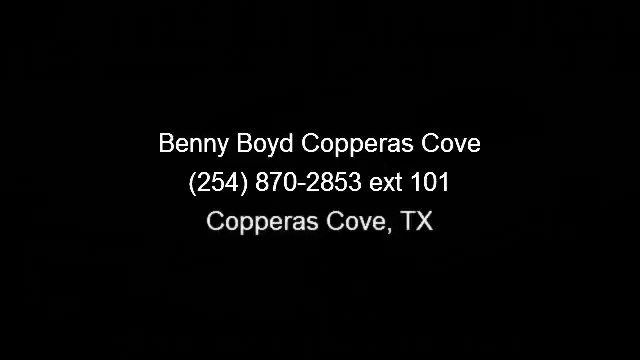 Benny Boyd Copperas Cove
(254) 870-2853 ext 101
Copperas Cove, TX